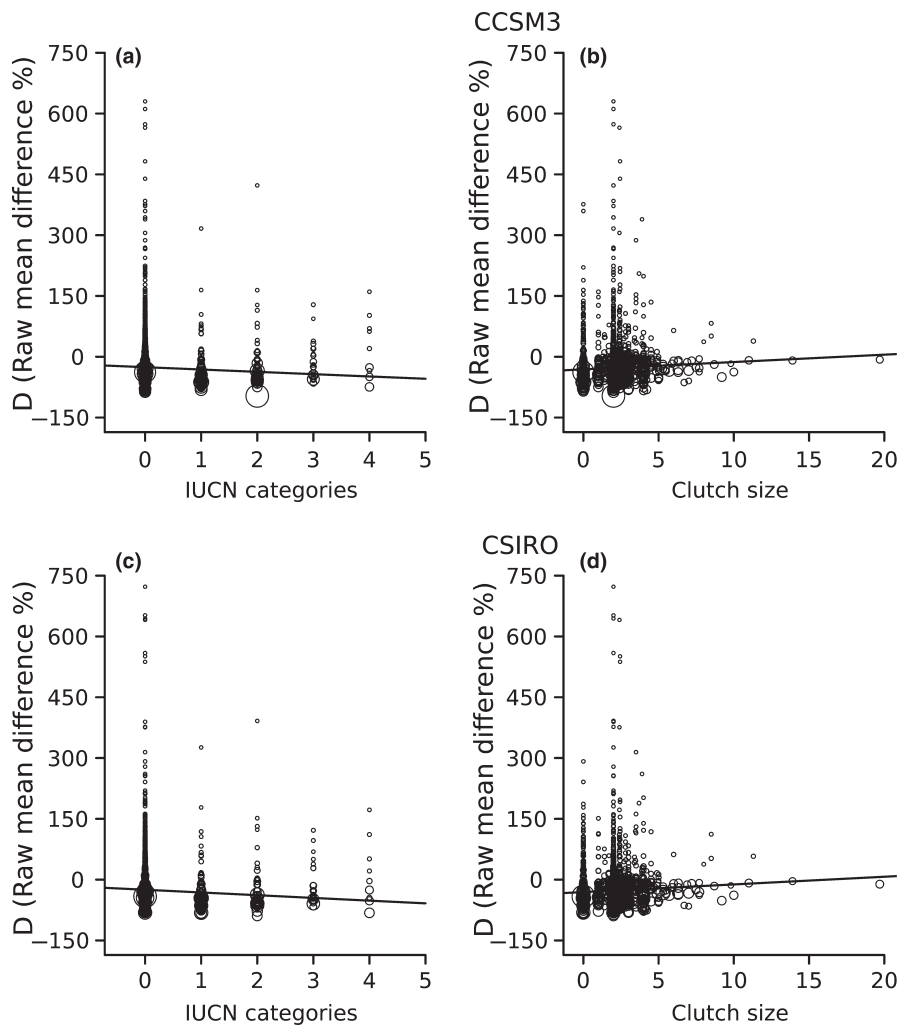 CCSM3
(a)
(b)
D (Raw mean difference %)
750
600
450
300
150
0
−150
0 1 2 3 4 5
IUCN categories
D (Raw mean difference %)
750
600
450
300
150
0
−150
0 5 10 15 20
Clutch size
CSIRO
(c)
(d)
D (Raw mean difference %)
750
600
450
300
150
0
−150
0 1 2 3 4 5
IUCN categories
D (Raw mean difference %)
750
600
450
300
150
0
−150
0 5 10 15 20
Clutch size